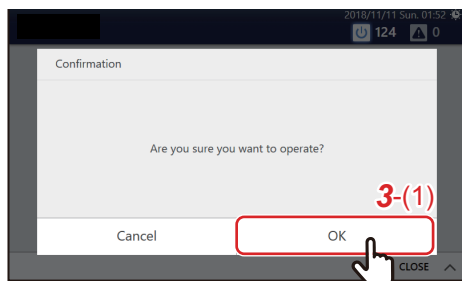 2018/11/11 Sun. 01:52
124 0
Confirmation
Are you sure you want to operate?
3-(1)
Cancel OK
CLOSE